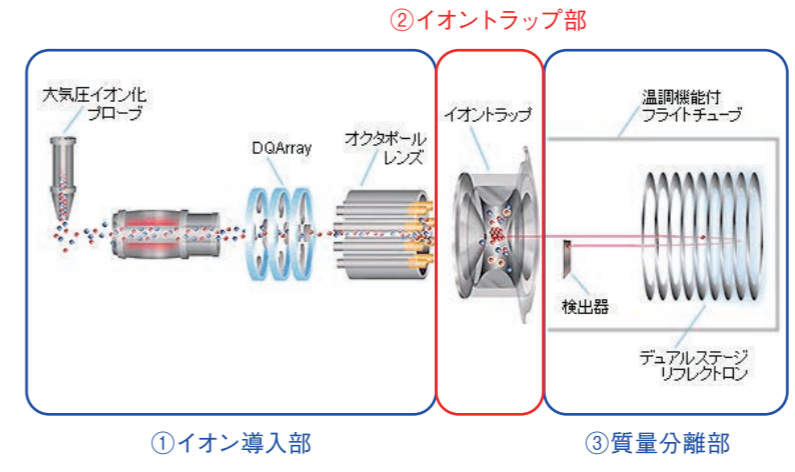 ②イオントラップ部
大気圧イオン化
プローブ
DQArray
オクタポール
レンズ
イオントラップ
温調機能付
フライトチューブ
検出器
デュアルステージ
リフレクトロン
①イオン導入部
③質量分離部